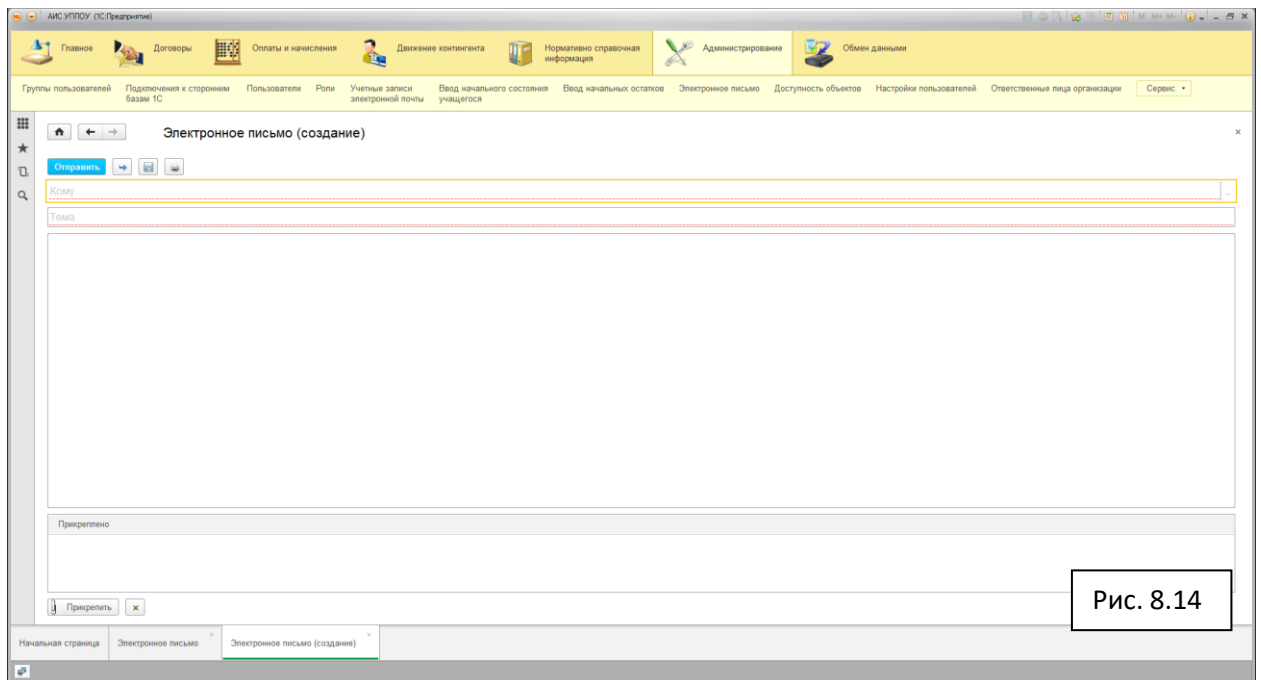 АИС УППОУ (1С:Предприятие)
M M+ M-
Главное Договоры Оплаты и начисления Движение контингента Нормативно справочная информация Администрирование Обмен данными
Группы пользователей Подключения к сторонним базам 1С Пользователи Роли Учетные записи электронной почты Ввод начального состояния учащегося Ввод начальных остатков Электронное письмо Доступность объектов Настройки пользователей Ответственные лица организации Сервис
Электронное письмо (создание)
Отправить
Кому ...
Тема
Прикреплено
Прикрепить
Рис. 8.14
Начальная страница Электронное письмо Электронное письмо (создание)